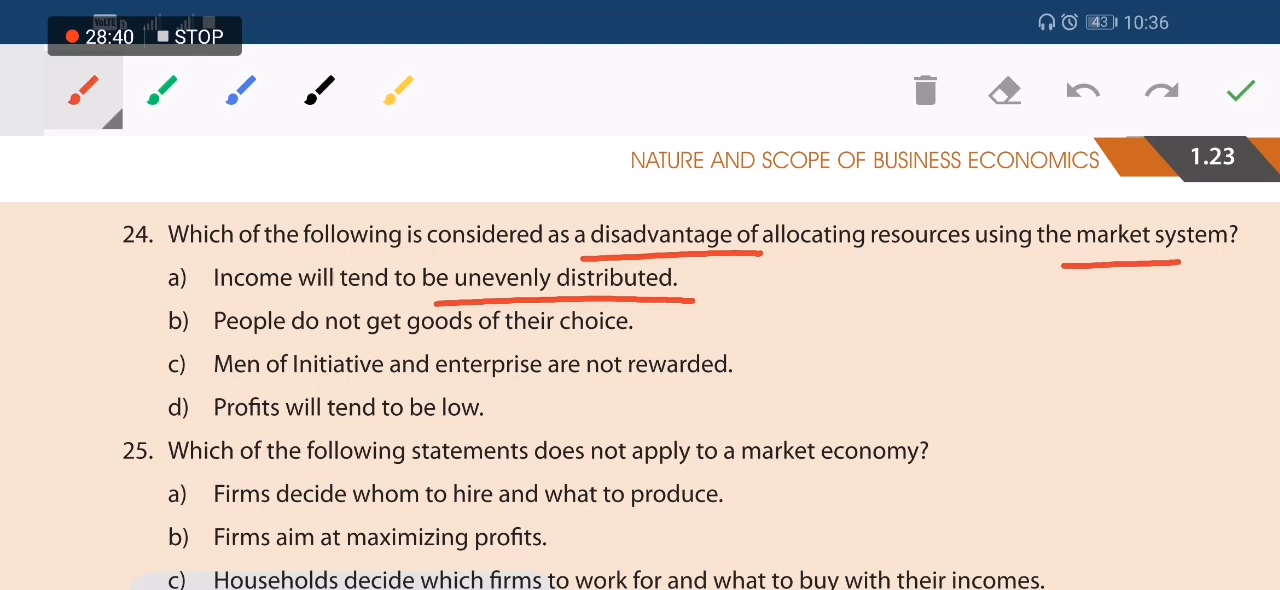 VoLTE
28:40 STOP
43 10:36
NATURE AND SCOPE OF BUSINESS ECONOMICS 1.23
24. Which of the following is considered as a disadvantage of allocating resources using the market system?
a) Income will tend to be unevenly distributed.
b) People do not get goods of their choice.
c) Men of Initiative and enterprise are not rewarded.
d) Profits will tend to be low.
25. Which of the following statements does not apply to a market economy?
a) Firms decide whom to hire and what to produce.
b) Firms aim at maximizing profits.
c) Households decide which firms to work for and what to buy with their incomes.